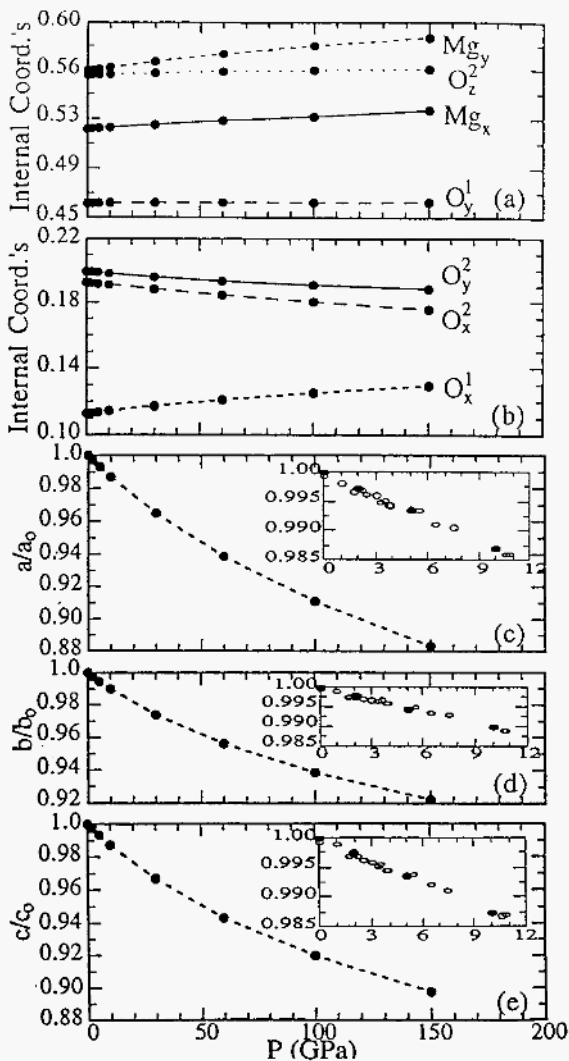 0.60
0.56
0.53
0.49
0.45
Internal Coord.'s
Mg_y
O_z^2
Mg_x
O_y^1
(a)
0.22
0.18
0.14
0.10
Internal Coord.'s
O_y^2
O_x^2
O_x^1
(b)
1.0
0.98
0.96
0.94
0.92
0.90
0.88
a/a_o
1.00
0.995
0.990
0.985
0 3 6 9 12
(c)
1.0
0.98
0.96
0.94
0.92
b/b_o
1.00
0.995
0.990
0.985
0 3 6 9 12
(d)
1.0
0.98
0.96
0.94
0.92
0.90
0.88
c/c_o
1.00
0.995
0.990
0.985
0 3 6 9 12
(e)
0 50 100 150 200
P (GPa)